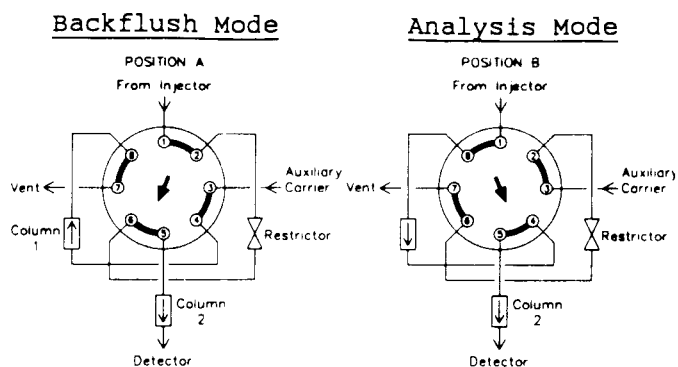 Backflush Mode
POSITION A
From Injector
1
2
3
4
5
6
7
8
Vent
Auxiliary
Carrier
Column
1
Restrictor
Column
2
Detector
Analysis Mode
POSITION B
From Injector
1
2
3
4
5
6
7
8
Vent
Auxiliary
Carrier
Restrictor
Column
2
Detector